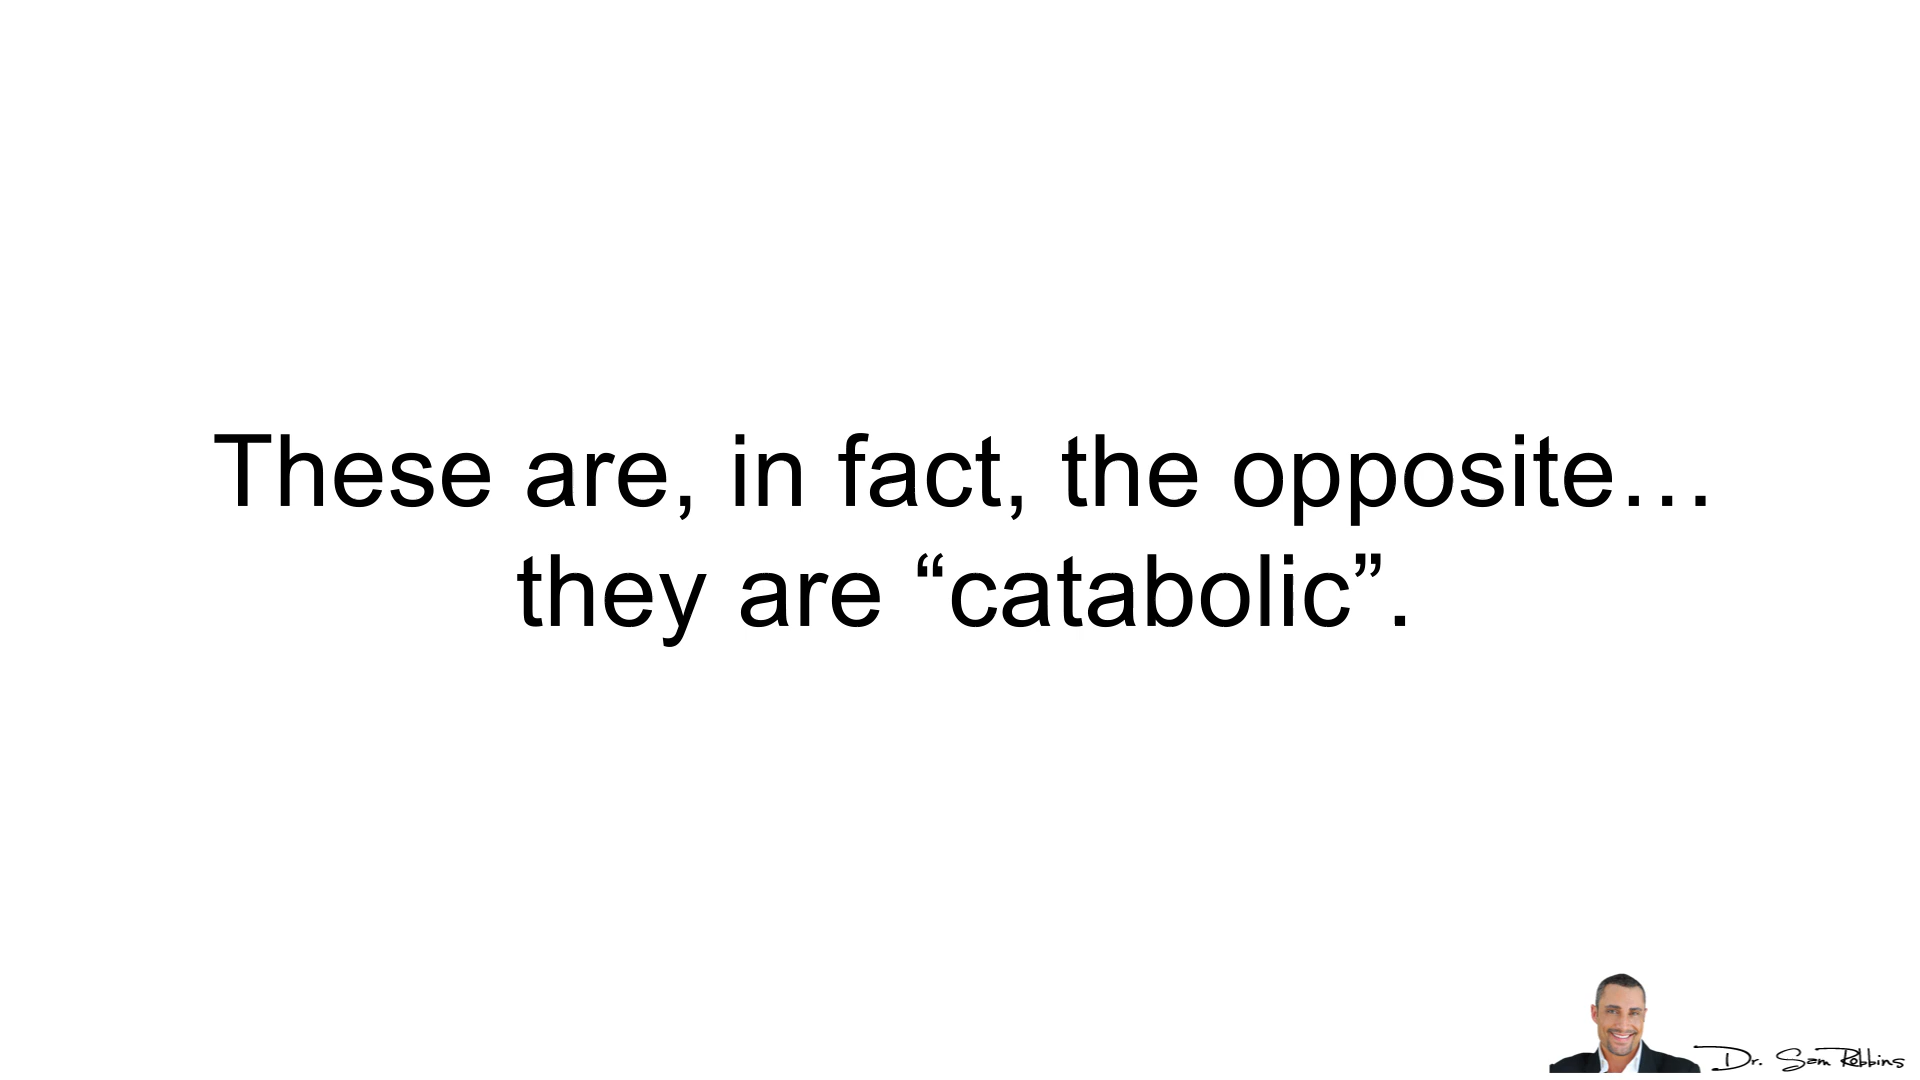 These are, in fact, the opposite…
they are “catabolic”.
Dr. Sam Robbins